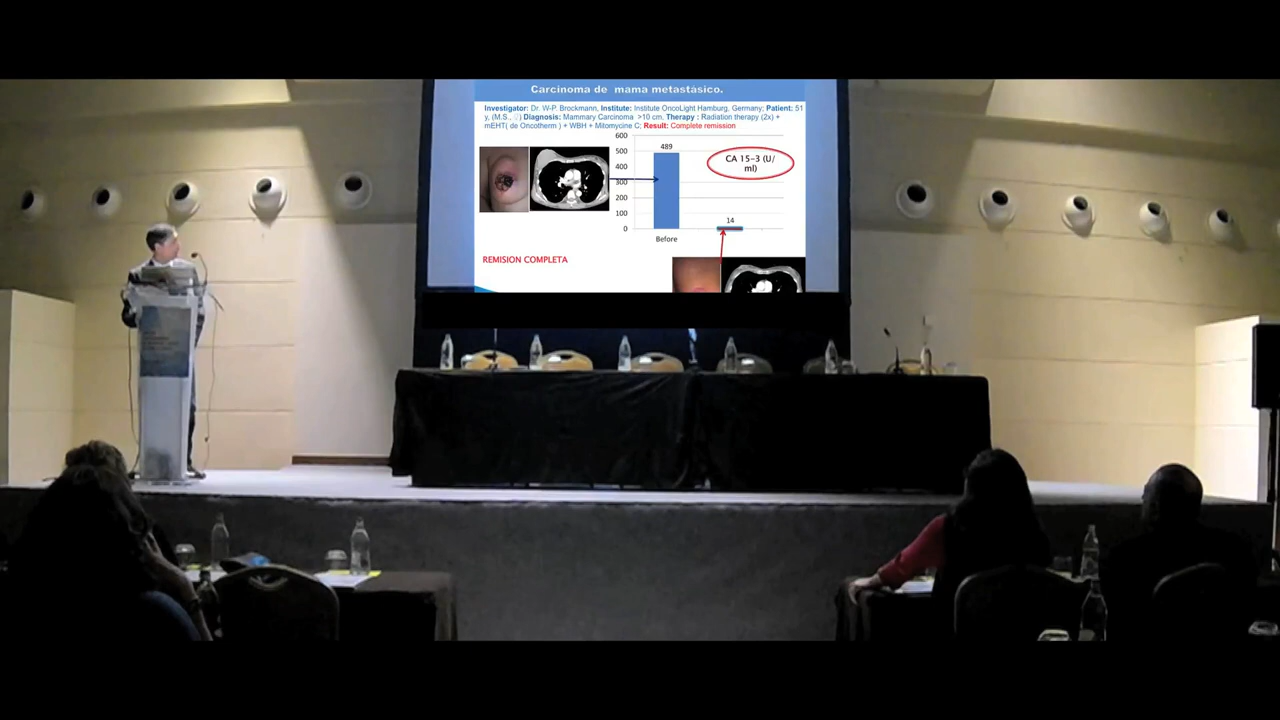 Carcinoma de mama metastásico.
Investigator: Dr. W-P. Brockmann, Institute: Institute OncoLight Hamburg, Germany; Patient: 51
y, (M.S., ) Diagnosis: Mammary Carcinoma >10 cm. Therapy : Radiation therapy (2x) +
mEHT( de Oncotherm ) + WBH + Mitomycine C; Result: Complete remission
600
500
400
300
200
100
0
489
14
Before
CA 15-3 (U/
ml)
REMISION COMPLETA